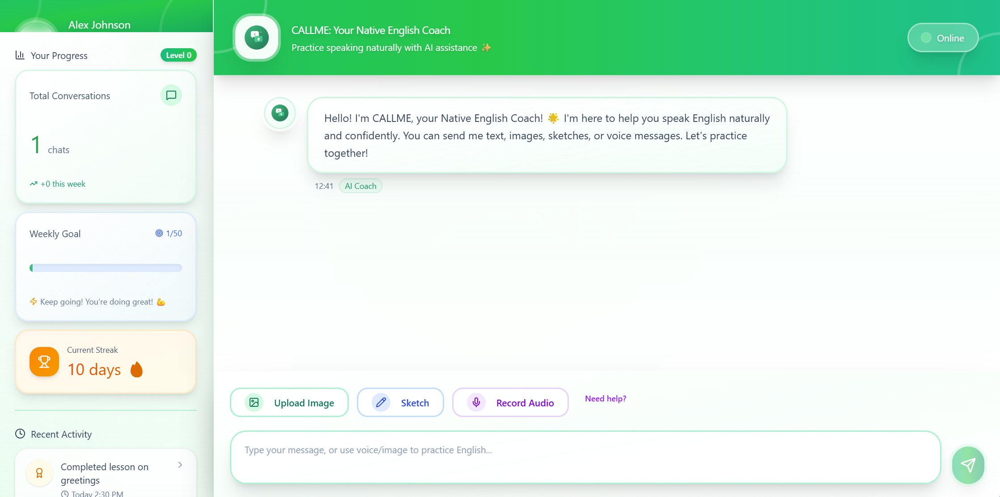 Alex Johnson
Your Progress
Level 0
Total Conversations
1 chats
+0 this week
Weekly Goal
1/50
Keep going! You're doing great! 💪
Current Streak
10 days
Recent Activity
Completed lesson on
greetings
Today 2:30 PM
CALLME: Your Native English Coach
Practice speaking naturally with AI assistance ✨
Online
Hello! I'm CALLME, your Native English Coach! 🌟 I'm here to help you speak English naturally
and confidently. You can send me text, images, sketches, or voice messages. Let's practice
together!
12:41
AI Coach
Upload Image
Sketch
Record Audio
Need help?
Type your message, or use voice/image to practice English...